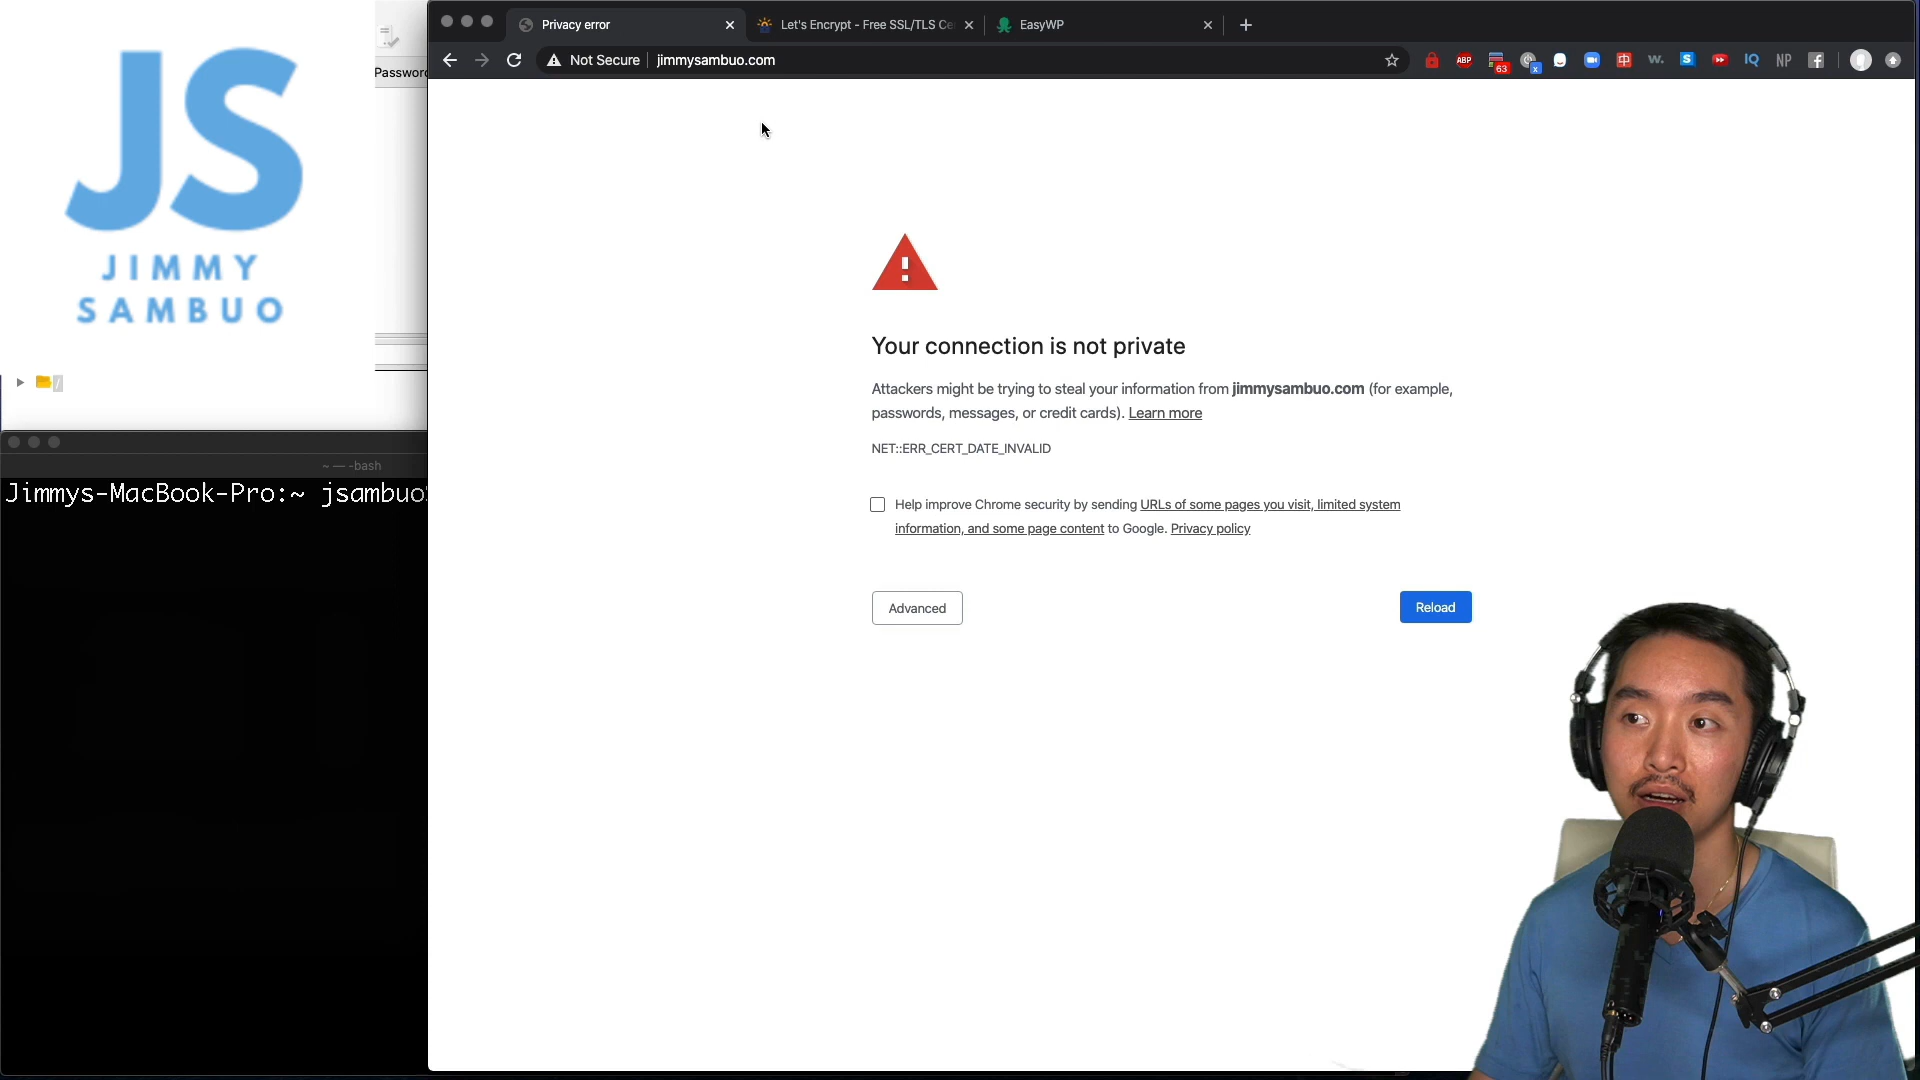 JS
JIMMY
SAMBUO
Password
/
~ — -bash
Jimmys-MacBook-Pro:~ jsambuo
Privacy error
Let's Encrypt - Free SSL/TLS Ce
EasyWP
Not Secure
jimmysambuo.com
ABP
63
x
中
w.
S
IQ
NP
Your connection is not private
Attackers might be trying to steal your information from jimmysambuo.com (for example,
passwords, messages, or credit cards). Learn more
NET::ERR_CERT_DATE_INVALID
Help improve Chrome security by sending URLs of some pages you visit, limited system
information, and some page content to Google. Privacy policy
Advanced
Reload